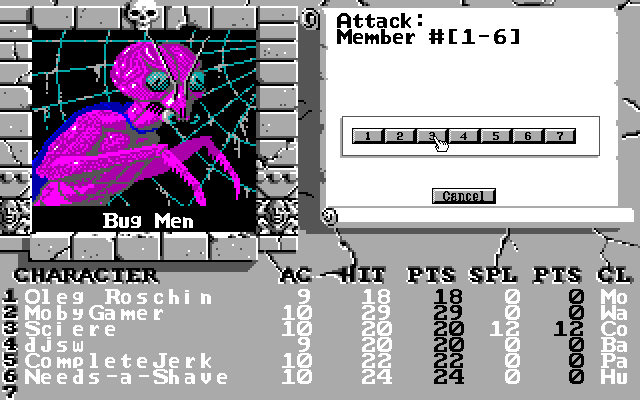 Attack:
Member #[1-6]
1 2 3 4 5 6 7
Cancel
Bug Men
CHARACTER AC HIT PTS SPL PTS CL
1 Oleg Roschin 9 18 18 0 0 Mo
2 MobyGamer 10 29 29 0 0 Wa
3 Sciere 10 20 20 12 12 Co
4 djsw 9 20 20 0 0 Ba
5 CompleteJerk 10 22 22 0 0 Pa
6 Needs-a-Shave 10 24 24 0 0 Hu
7